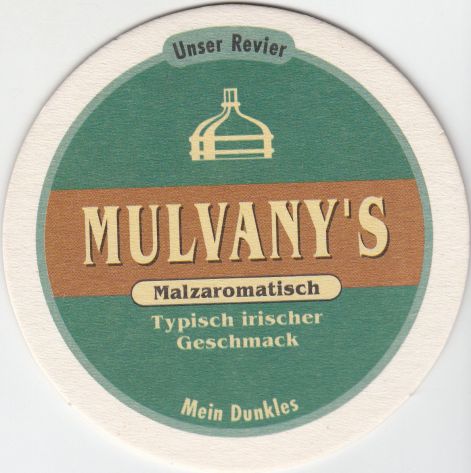 Unser Revier
MULVANY'S
Malzaromatisch
Typisch irischer
Geschmack
Mein Dunkles